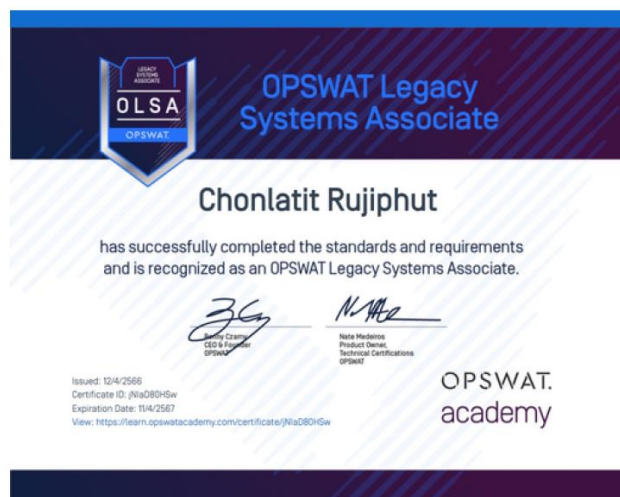 LEGACY
SYSTEMS
ASSOCIATE
OLSA
OPSWAT.
OPSWAT Legacy
Systems Associate
Chonlatit Rujiphut
has successfully completed the standards and requirements
and is recognized as an OPSWAT Legacy Systems Associate.
Benny Czarny
CEO & Founder
OPSWAT
Nate Medeiros
Product Owner,
Technical Certifications
OPSWAT
Issued: 12/4/2566
Certificate ID: jNIaD80HSw
Expiration Date: 11/4/2567
View: https://learn.opswatacademy.com/certificate/jNIaD80HSw
OPSWAT.
academy